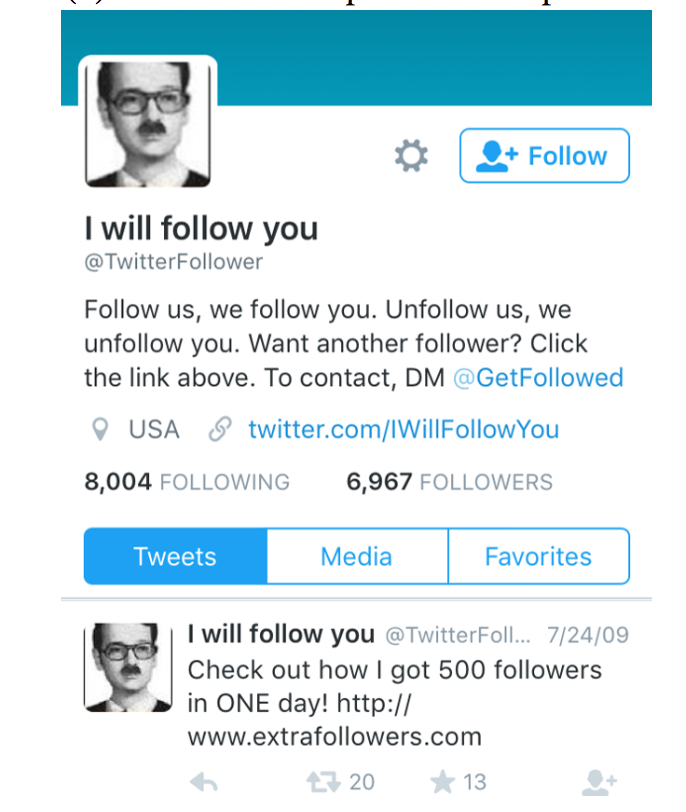 Follow
I will follow you
@TwitterFollower
Follow us, we follow you. Unfollow us, we
unfollow you. Want another follower? Click
the link above. To contact, DM @GetFollowed
USA twitter.com/IWillFollowYou
8,004 FOLLOWING 6,967 FOLLOWERS
Tweets Media Favorites
I will follow you @TwitterFoll... 7/24/09
Check out how I got 500 followers
in ONE day! http://
www.extrafollowers.com
20 13